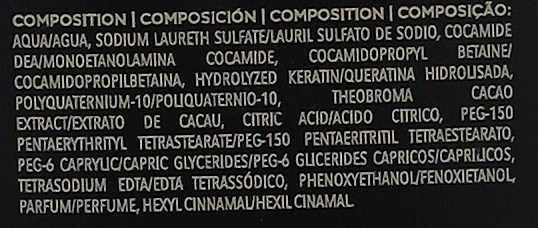 COMPOSITION | COMPOSICIÓN | COMPOSITION | COMPOSIÇÃO:
AQUA/AGUA, SODIUM LAURETH SULFATE/LAURIL SULFATO DE SODIO, COCAMIDE
DEA/MONOETANOLAMINA COCAMIDE, COCAMIDOPROPYL BETAINE/
COCAMIDOPROPILBETAINA, HYDROLYZED KERATIN/QUERATINA HIDROLISADA,
POLYQUATERNIUM-10/POLIQUATERNIO-10, THEOBROMA CACAO
EXTRACT/EXTRATO DE CACAU, CITRIC ACID/ACIDO CITRICO, PEG-150
PENTAERYTHRITYL TETRASTEARATE/PEG-150 PENTAERITRITIL TETRAESTEARATO,
PEG-6 CAPRYLIC/CAPRIC GLYCERIDES/PEG-6 GLICERIDES CAPRICOS/CAPRILICOS,
TETRASODIUM EDTA/EDTA TETRASSÓDICO, PHENOXYETHANOL/FENOXIETANOL,
PARFUM/PERFUME, HEXYL CINNAMAL/HEXIL CINAMAL